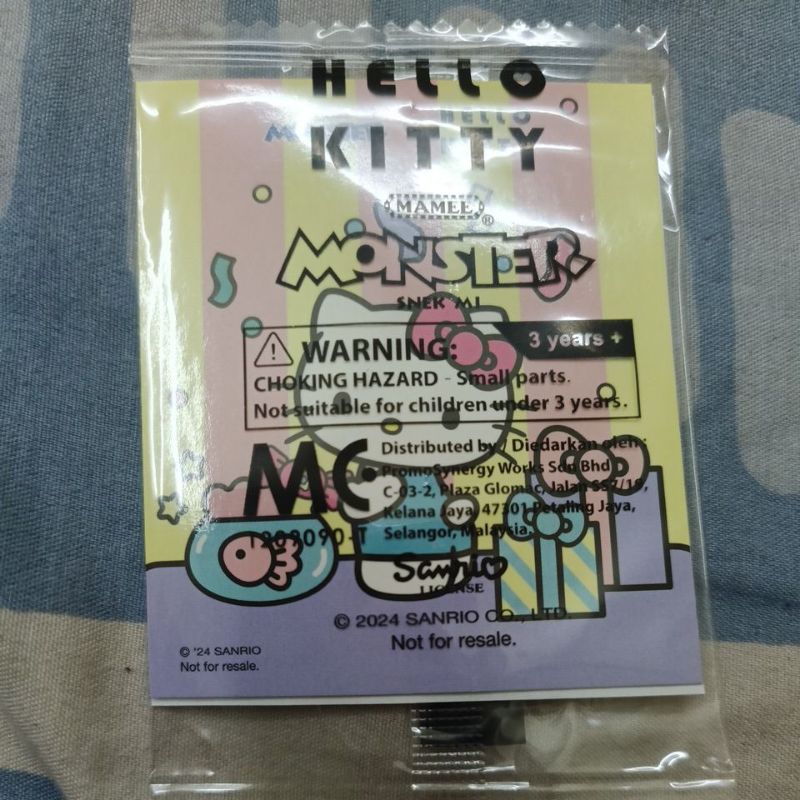 HELLO
KITTY
MAMEE
®
MONSTER
SNEK MI
3 years +
WARNING:
CHOKING HAZARD - Small parts.
Not suitable for children under 3 years.
MC
1209090-T
Distributed by / Diedarkan oleh :
PromoSynergy Works Sdn Bhd
C-03-2, Plaza Glomac, Jalan SS7/19,
Kelana Jaya, 47301 Petaling Jaya,
Selangor, Malaysia.
Sanrio
LICENSE
© 2024 SANRIO CO., LTD.
Not for resale.
© '24 SANRIO
Not for resale.